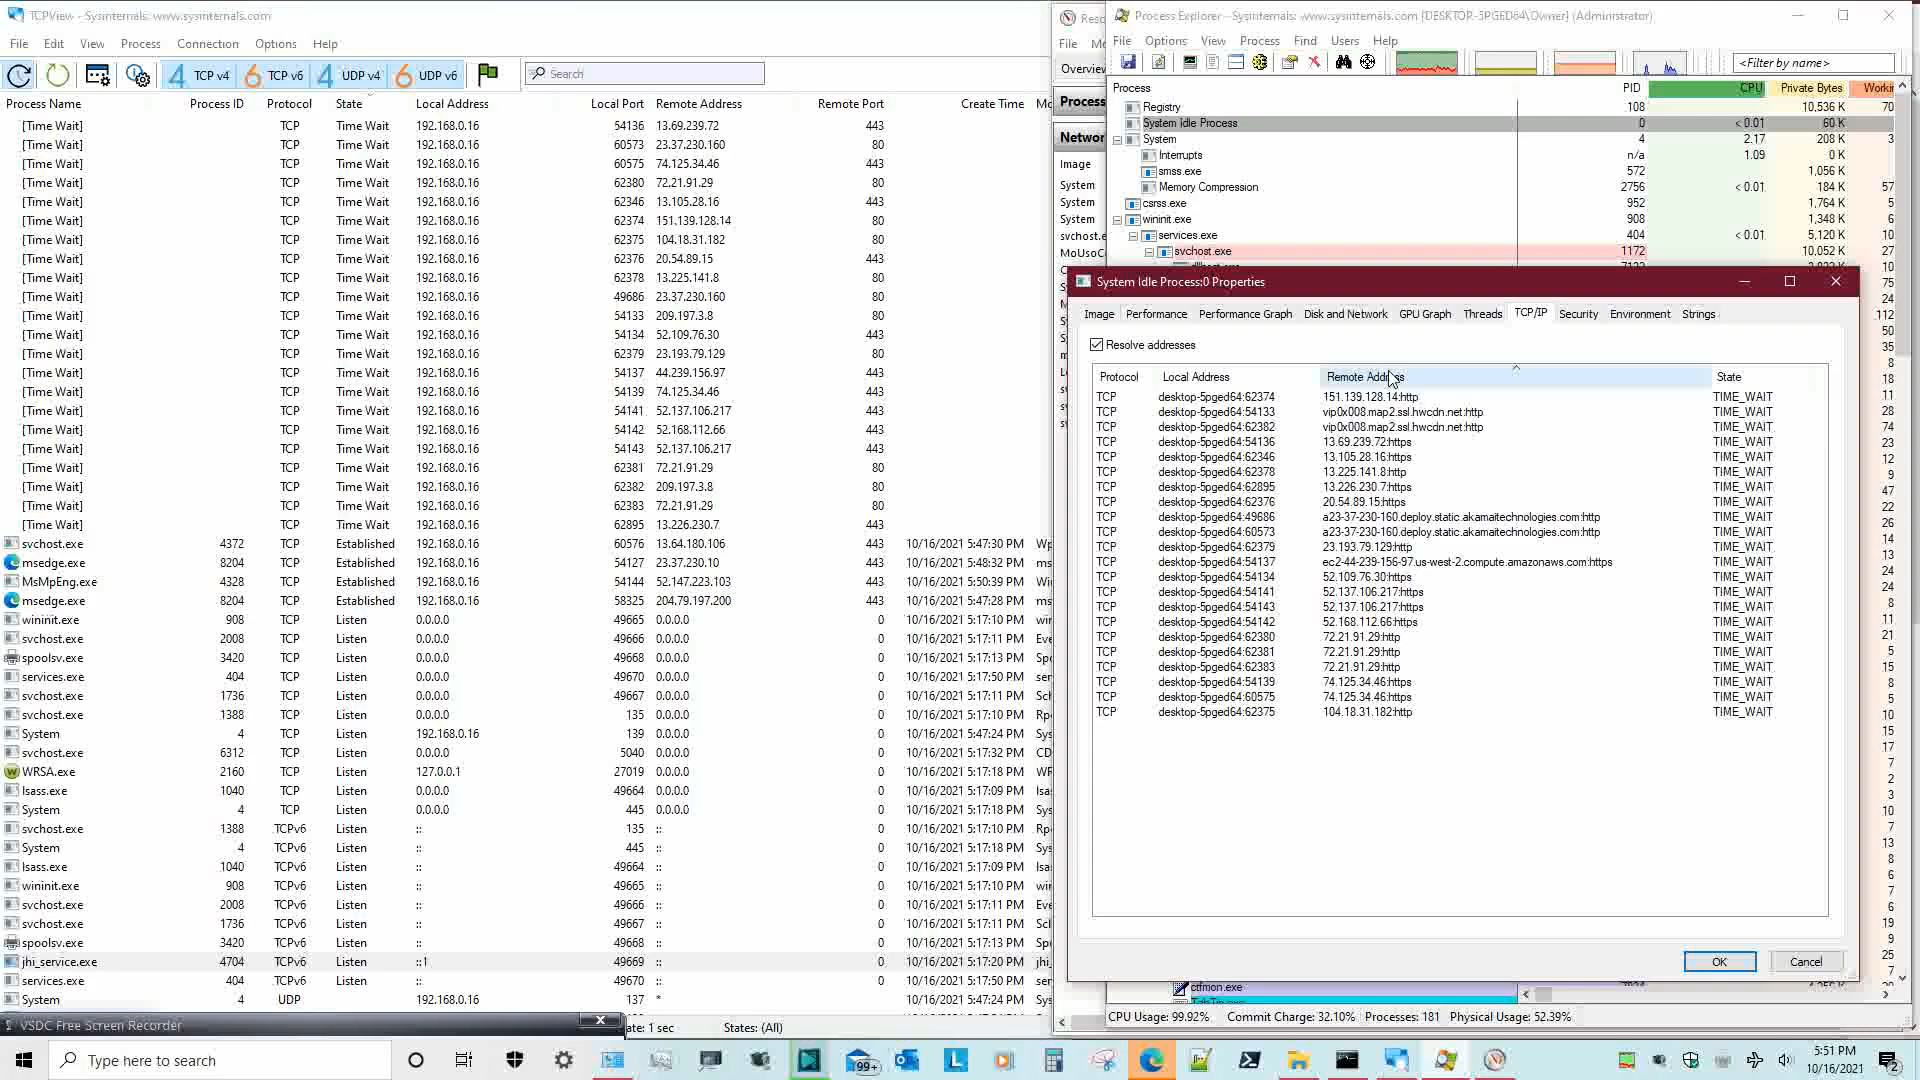 TCPView - Sysinternals: www.sysinternals.com
File Edit View Process Connection Options Help
4 TCP v4 6 TCP v6 4 UDP v4 6 UDP v6 Search
Process Name Process ID Protocol State Local Address Local Port Remote Address Remote Port Create Time
[Time Wait] TCP Time Wait 192.168.0.16 54136 13.69.239.72 443
[Time Wait] TCP Time Wait 192.168.0.16 60573 23.37.230.160 80
[Time Wait] TCP Time Wait 192.168.0.16 60575 74.125.34.46 443
[Time Wait] TCP Time Wait 192.168.0.16 62380 72.21.91.29 80
[Time Wait] TCP Time Wait 192.168.0.16 62346 13.105.28.16 443
[Time Wait] TCP Time Wait 192.168.0.16 62374 151.139.128.14 80
[Time Wait] TCP Time Wait 192.168.0.16 62375 104.18.31.182 80
[Time Wait] TCP Time Wait 192.168.0.16 62376 20.54.89.15 443
[Time Wait] TCP Time Wait 192.168.0.16 62378 13.225.141.8 80
[Time Wait] TCP Time Wait 192.168.0.16 49686 23.37.230.160 80
[Time Wait] TCP Time Wait 192.168.0.16 54133 209.197.3.8 80
[Time Wait] TCP Time Wait 192.168.0.16 54134 52.109.76.30 443
[Time Wait] TCP Time Wait 192.168.0.16 62379 23.193.79.129 80
[Time Wait] TCP Time Wait 192.168.0.16 54137 44.239.156.97 443
[Time Wait] TCP Time Wait 192.168.0.16 54139 74.125.34.46 443
[Time Wait] TCP Time Wait 192.168.0.16 54141 52.137.106.217 443
[Time Wait] TCP Time Wait 192.168.0.16 54142 52.168.112.66 443
[Time Wait] TCP Time Wait 192.168.0.16 54143 52.137.106.217 443
[Time Wait] TCP Time Wait 192.168.0.16 62381 72.21.91.29 80
[Time Wait] TCP Time Wait 192.168.0.16 62382 209.197.3.8 80
[Time Wait] TCP Time Wait 192.168.0.16 62383 72.21.91.29 80
[Time Wait] TCP Time Wait 192.168.0.16 62895 13.226.230.7 443
svchost.exe 4372 TCP Established 192.168.0.16 60576 13.64.180.106 443 10/16/2021 5:47:30 PM
msedge.exe 8204 TCP Established 192.168.0.16 54127 23.37.230.10 443 10/16/2021 5:48:32 PM
MsMpEng.exe 4328 TCP Established 192.168.0.16 54144 52.147.223.103 443 10/16/2021 5:50:39 PM
msedge.exe 8204 TCP Established 192.168.0.16 58325 204.79.197.200 443 10/16/2021 5:47:28 PM
wininit.exe 908 TCP Listen 0.0.0.0 49665 0.0.0.0 0 10/16/2021 5:17:10 PM
svchost.exe 2008 TCP Listen 0.0.0.0 49666 0.0.0.0 0 10/16/2021 5:17:11 PM
spoolsv.exe 3420 TCP Listen 0.0.0.0 49668 0.0.0.0 0 10/16/2021 5:17:13 PM
services.exe 404 TCP Listen 0.0.0.0 49670 0.0.0.0 0 10/16/2021 5:17:50 PM
svchost.exe 1736 TCP Listen 0.0.0.0 49667 0.0.0.0 0 10/16/2021 5:17:11 PM
svchost.exe 1388 TCP Listen 0.0.0.0 135 0.0.0.0 0 10/16/2021 5:17:10 PM
System 4 TCP Listen 192.168.0.16 139 0.0.0.0 0 10/16/2021 5:47:24 PM
svchost.exe 6312 TCP Listen 0.0.0.0 5040 0.0.0.0 0 10/16/2021 5:17:32 PM
WRSA.exe 2160 TCP Listen 127.0.0.1 27019 0.0.0.0 0 10/16/2021 5:17:18 PM
lsass.exe 1040 TCP Listen 0.0.0.0 49664 0.0.0.0 0 10/16/2021 5:17:09 PM
System 4 TCP Listen 0.0.0.0 445 0.0.0.0 0 10/16/2021 5:17:18 PM
svchost.exe 1388 TCPv6 Listen :: 135 :: 0 10/16/2021 5:17:10 PM
System 4 TCPv6 Listen :: 445 :: 0 10/16/2021 5:17:18 PM
lsass.exe 1040 TCPv6 Listen :: 49664 :: 0 10/16/2021 5:17:09 PM
wininit.exe 908 TCPv6 Listen :: 49665 :: 0 10/16/2021 5:17:10 PM
svchost.exe 2008 TCPv6 Listen :: 49666 :: 0 10/16/2021 5:17:11 PM
svchost.exe 1736 TCPv6 Listen :: 49667 :: 0 10/16/2021 5:17:11 PM
spoolsv.exe 3420 TCPv6 Listen :: 49668 :: 0 10/16/2021 5:17:13 PM
jhi_service.exe 4704 TCPv6 Listen ::1 49669 :: 0 10/16/2021 5:17:20 PM
services.exe 404 TCPv6 Listen :: 49670 :: 0 10/16/2021 5:17:50 PM
System 4 UDP 192.168.0.16 137 * 10/16/2021 5:47:24 PM
VSDC Free Screen Recorder
1 sec States: (All)
File
Overview
Image
System
System
System
Process Explorer - Sysinternals: www.sysinternals.com [DESKTOP-5PGED64\Owner] (Administrator)
File Options View Process Find Users Help
<Filter by name>
Process PID CPU Private Bytes
Registry 108 10,536 K
System Idle Process 0 < 0.01 60 K
System 4 2.17 208 K
Interrupts n/a 1.09 0 K
smss.exe 572 1,056 K
Memory Compression 2756 < 0.01 184 K
csrss.exe 952 1,764 K
wininit.exe 908 1,348 K
services.exe 404 < 0.01 5,120 K
svchost.exe 1172 10,052 K
System Idle Process:0 Properties
Image Performance Performance Graph Disk and Network GPU Graph Threads TCP/IP Security Environment Strings
Resolve addresses
Protocol Local Address Remote Address State
TCP desktop-5pged64:62374 151.139.128.14:http TIME_WAIT
TCP desktop-5pged64:54133 vip0x008.map2.ssl.hwcdn.net:http TIME_WAIT
TCP desktop-5pged64:62382 vip0x008.map2.ssl.hwcdn.net:http TIME_WAIT
TCP desktop-5pged64:54136 13.69.239.72:https TIME_WAIT
TCP desktop-5pged64:62346 13.105.28.16:https TIME_WAIT
TCP desktop-5pged64:62378 13.225.141.8:http TIME_WAIT
TCP desktop-5pged64:62895 13.226.230.7:https TIME_WAIT
TCP desktop-5pged64:62376 20.54.89.15:https TIME_WAIT
TCP desktop-5pged64:49686 a23-37-230-160.deploy.static.akamaitechnologies.com:http TIME_WAIT
TCP desktop-5pged64:60573 a23-37-230-160.deploy.static.akamaitechnologies.com:http TIME_WAIT
TCP desktop-5pged64:62379 23.193.79.129:http TIME_WAIT
TCP desktop-5pged64:54137 ec2-44-239-156-97.us-west-2.compute.amazonaws.com:https TIME_WAIT
TCP desktop-5pged64:54134 52.109.76.30:https TIME_WAIT
TCP desktop-5pged64:54141 52.137.106.217:https TIME_WAIT
TCP desktop-5pged64:54143 52.137.106.217:https TIME_WAIT
TCP desktop-5pged64:54142 52.168.112.66:https TIME_WAIT
TCP desktop-5pged64:62380 72.21.91.29:http TIME_WAIT
TCP desktop-5pged64:62381 72.21.91.29:http TIME_WAIT
TCP desktop-5pged64:62383 72.21.91.29:http TIME_WAIT
TCP desktop-5pged64:54139 74.125.34.46:https TIME_WAIT
TCP desktop-5pged64:60575 74.125.34.46:https TIME_WAIT
TCP desktop-5pged64:62375 104.18.31.182:http TIME_WAIT
OK Cancel
ctfmon.exe
CPU Usage: 99.92% Commit Charge: 32.10% Processes: 181 Physical Usage: 52.39%
Type here to search
99+
5:51 PM
10/16/2021
2